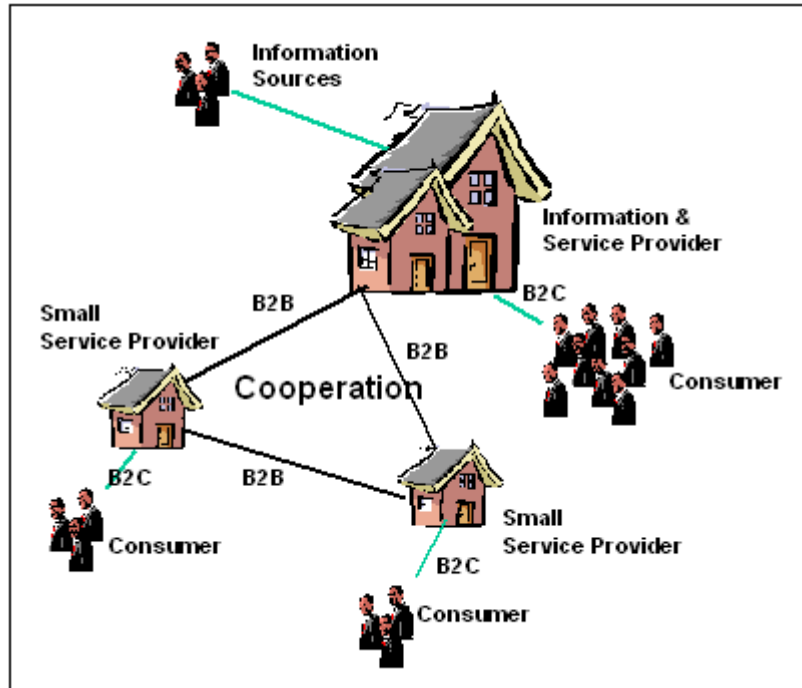 Information
Sources
Information &
Service Provider
B2C
B2B
Small
Service Provider
B2B
Cooperation
Consumer
B2C
B2B
Small
Service Provider
Consumer
B2C
Consumer